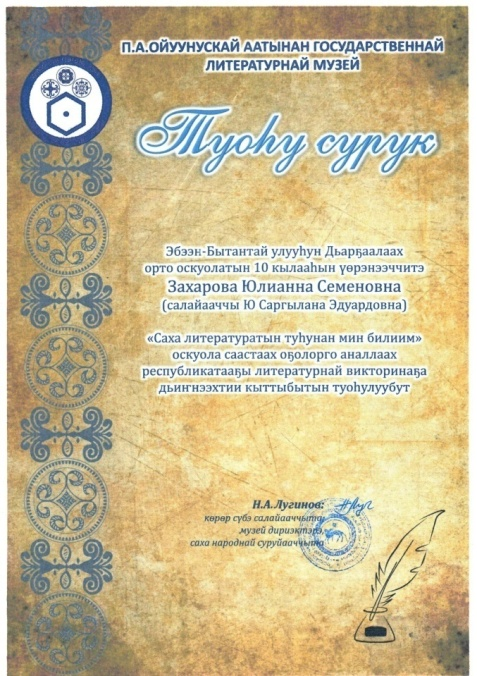 П.А.ОЙУУНУСКАЙ ААТЫНАН ГОСУДАРСТВЕННАЙ
ЛИТЕРАТУРНАЙ МУЗЕЙ
Туоһу сурук
Эбээн-Бытантай улууһун Дьарҕаалаах
орто оскуолатын 10 кылааһын үөрэнээччитэ
Захарова Юлианна Семеновна
(салайааччы Ю Саргылана Эдуардовна)
«Саха литературатын туһунан мин билиим»
оскуола саастаах оҕолорго аналлаах
республикатааҕы литературнай викторинаҕа
дьиҥнээхтии кыттыбытын туоһулуубут
Н.А.Лугинов:
көрөр сүбэ салайааччыта,
музей дириэктэрэ,
саха народнай суруйааччыта